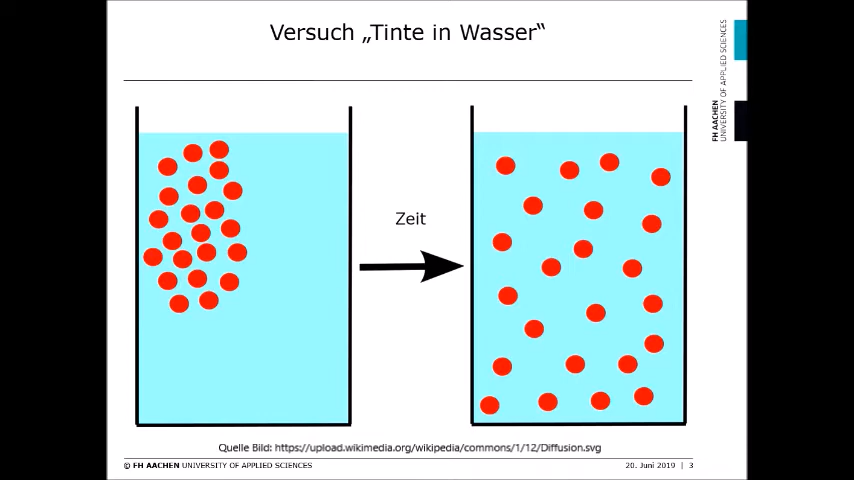 Versuch „Tinte in Wasser“
FH AACHEN
UNIVERSITY OF APPLIED SCIENCES
Zeit
Quelle Bild: https://upload.wikimedia.org/wikipedia/commons/1/12/Diffusion.svg
© FH AACHEN UNIVERSITY OF APPLIED SCIENCES
20. Juni 2019 | 3